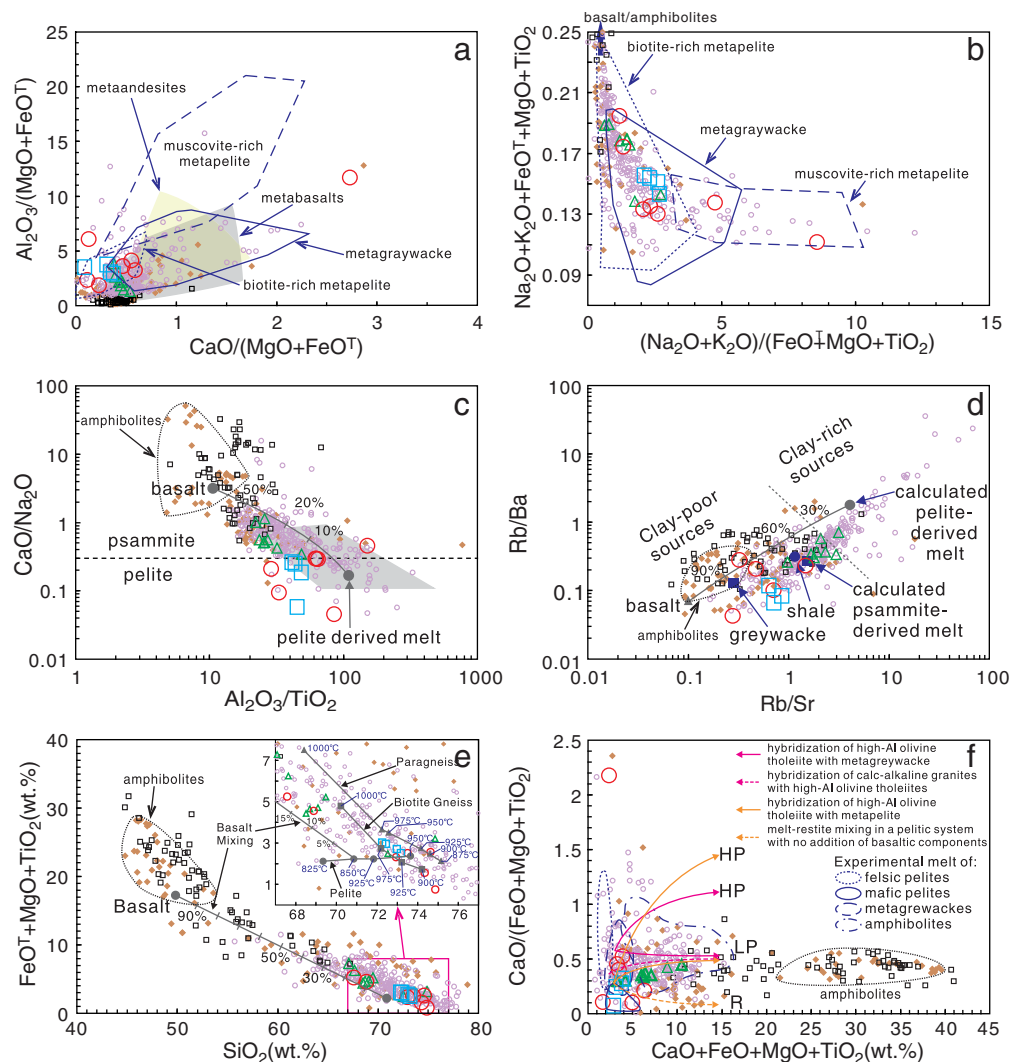 a
Al₂O₃/(MgO+FeOᵀ)
25
20
15
10
5
0
metaandesites
muscovite-rich
metapelite
metabasalts
metagraywacke
biotite-rich metapelite
0
1
2
3
4
CaO/(MgO+FeOᵀ)
b
Na₂O+K₂O+FeOᵀ+MgO+TiO₂
0.25
0.21
0.17
0.13
0.09
basalt/amphibolites
biotite-rich metapelite
metagraywacke
muscovite-rich metapelite
0
5
10
15
(Na₂O+K₂O)/(FeOᵀ+MgO+TiO₂)
c
CaO/Na₂O
100
10
1
0.1
0.01
amphibolites
basalt
50%
20%
10%
psammite
pelite
pelite derived melt
1
10
100
1000
Al₂O₃/TiO₂
d
Rb/Ba
100
10
1
0.1
0.01
Clay-rich
sources
Clay-poor
sources
30%
60%
90%
calculated
pelite-
derived
melt
basalt
amphibolites
greywacke
shale
calculated
psammite-
derived melt
0.01
0.1
1
10
100
Rb/Sr
e
FeOᵀ+MgO+TiO₂(wt.%)
40
30
20
10
0
amphibolites
Basalt
90%
50%
30%
Basalt
Mixing
7
5
3
1
1000℃
Paragneiss
1000℃
Biotite Gneiss
975℃
950℃
950℃
925℃
900℃
875℃
15%
10%
5%
825℃
850℃
925℃
975℃
925℃
900℃
Pelite
68
70
72
74
76
40
50
60
70
80
SiO₂(wt.%)
f
CaO/(FeO+MgO+TiO₂)
2.5
2
1.5
1
0.5
0
hybridization of high-Al olivine
tholeiite with metagreywacke
hybridization of calc-alkaline granites
with high-Al olivine tholeiites
hybridization of high-Al olivine
tholeiite with metapelite
melt-restite mixing in a pelitic system
with no addition of basaltic components
Experimental melt of:
felsic pelites
mafic pelites
metagrewackes
amphibolites
HP
HP
LP
R
amphibolites
0
5
10
15
20
25
30
35
40
45
CaO+FeO+MgO+TiO₂(wt.%)